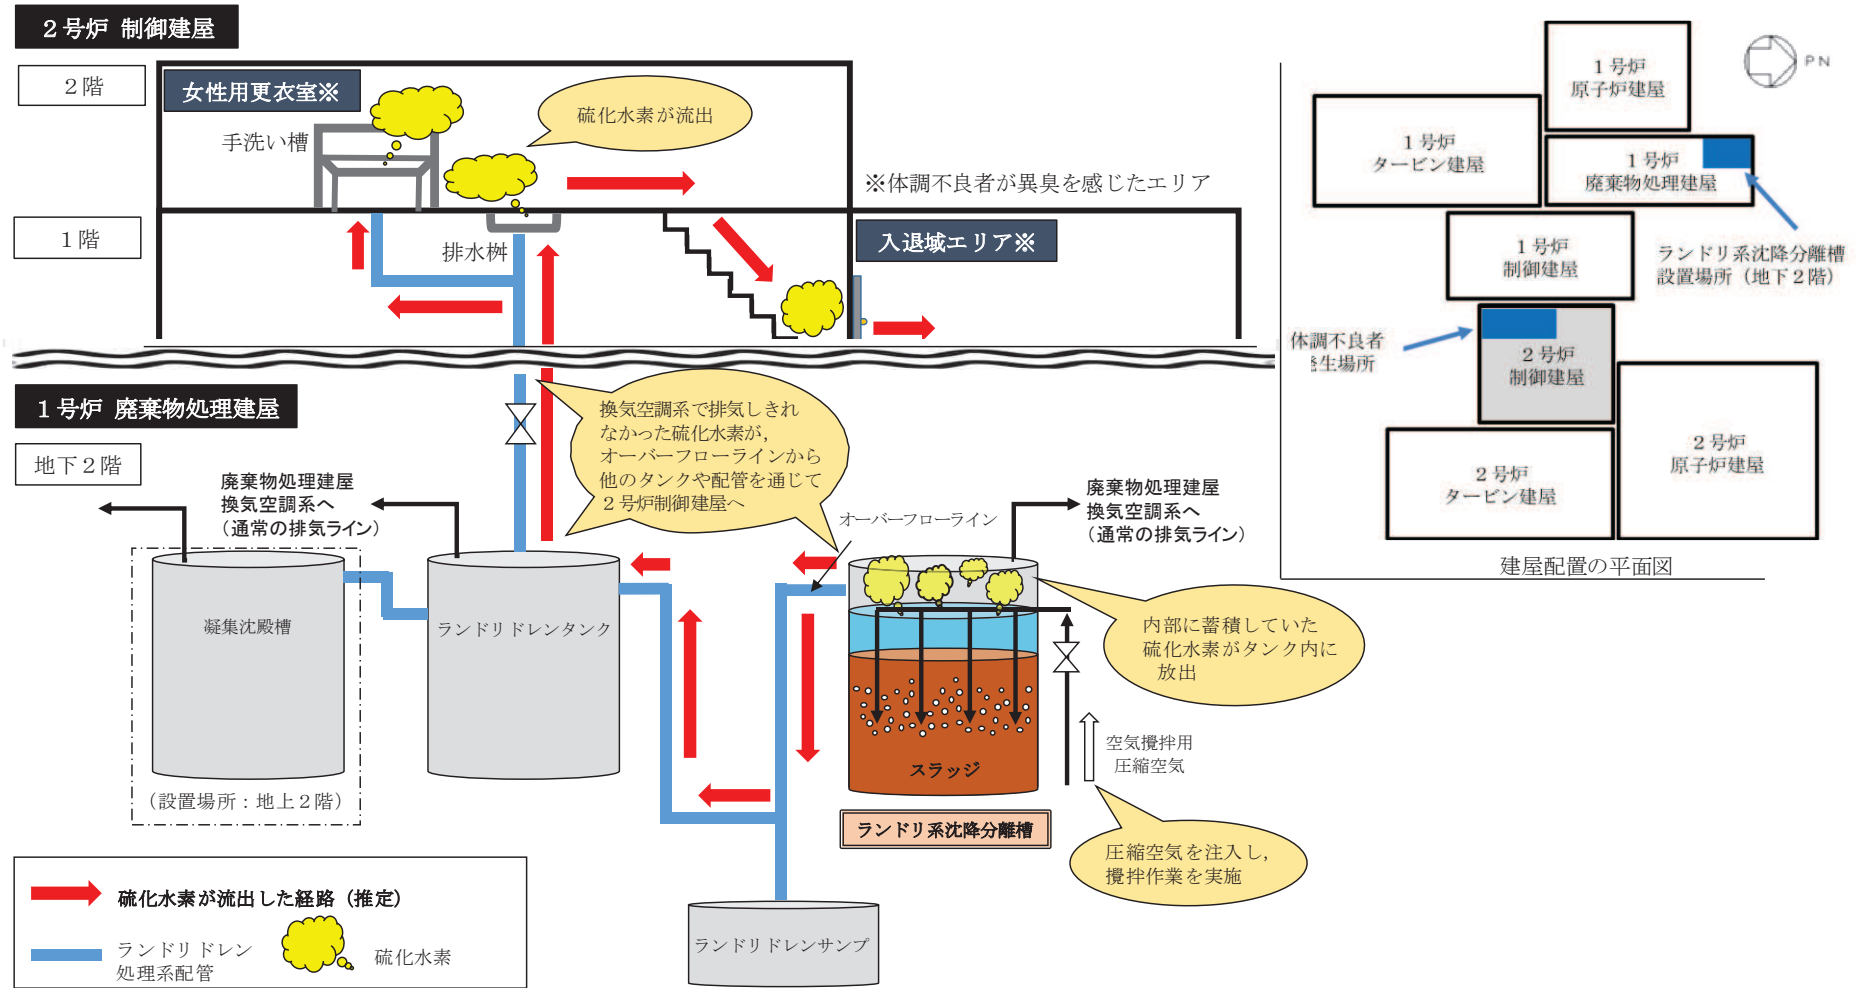 ２号炉 制御建屋
２階
女性用更衣室※
手洗い槽
硫化水素が流出
※体調不良者が異臭を感じたエリア
１階
排水桝
入退域エリア※
１号炉 廃棄物処理建屋
地下２階
換気空調系で排気しきれ
なかった硫化水素が，
オーバーフローラインから
他のタンクや配管を通じて
２号炉制御建屋へ
廃棄物処理建屋
換気空調系へ
（通常の排気ライン）
オーバーフローライン
廃棄物処理建屋
換気空調系へ
（通常の排気ライン）
凝集沈殿槽
（設置場所：地上２階）
ランドリドレンタンク
内部に蓄積していた
硫化水素がタンク内に
放出
スラッジ
空気攪拌用
圧縮空気
ランドリ系沈降分離槽
圧縮空気を注入し，
攪拌作業を実施
ランドリドレンサンプ
硫化水素が流出した経路（推定）
ランドリドレン
処理系配管
硫化水素
１号炉
原子炉建屋
PN
１号炉
タービン建屋
１号炉
廃棄物処理建屋
１号炉
制御建屋
ランドリ系沈降分離槽
設置場所（地下２階）
体調不良者
発生場所
２号炉
制御建屋
２号炉
原子炉建屋
２号炉
タービン建屋
建屋配置の平面図